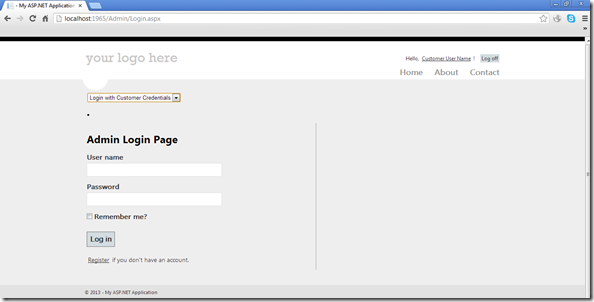 - My ASP.NET Application
localhost:1965/Admin/Login.aspx
your logo here
Hello, Customer User Name ! Log off
Home About Contact
Login with Customer Credentials
Admin Login Page
User name
Password
Remember me?
Log in
Register if you don't have an account.
© 2013 - My ASP.NET Application